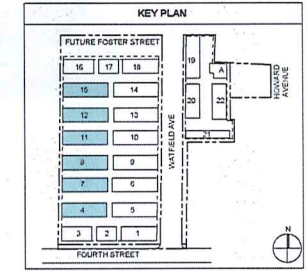 KEY PLAN
FUTURE FOSTER STREET
16 17 18
15 14
12 13
11 10
8 9
7 6
4 5
3 2 1
WATFIELD AVE
19
A
20 22
21
HOWARD
AVENUE
FOURTH STREET
N